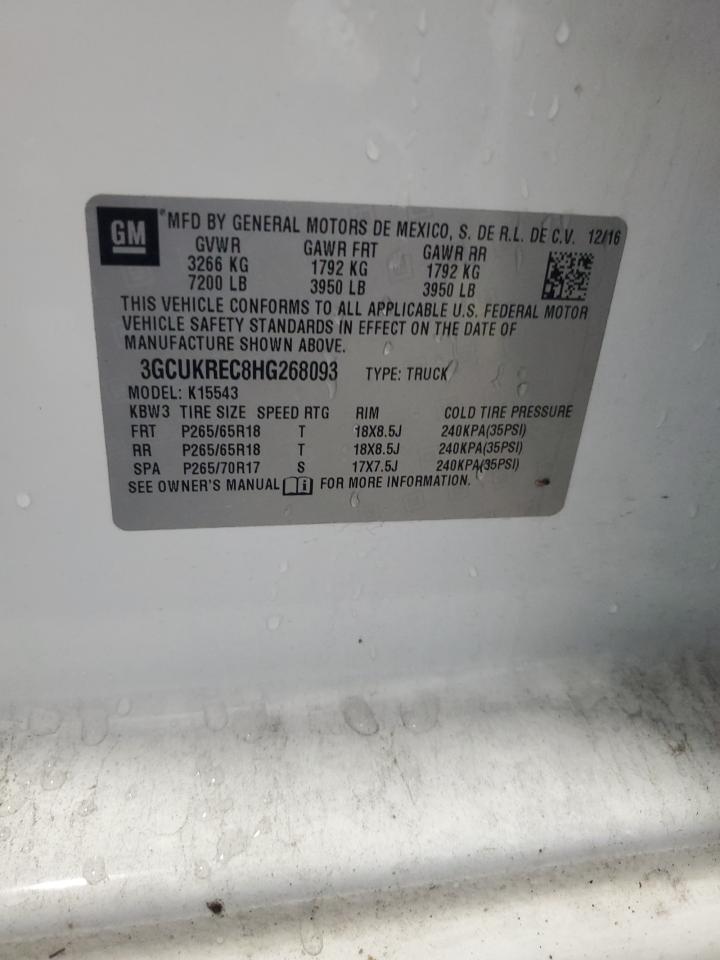 GM ®MFD BY GENERAL MOTORS DE MEXICO, S. DE R.L. DE C.V. 12/16
GVWR GAWR FRT GAWR RR
3266 KG 1792 KG 1792 KG
7200 LB 3950 LB 3950 LB
THIS VEHICLE CONFORMS TO ALL APPLICABLE U.S. FEDERAL MOTOR
VEHICLE SAFETY STANDARDS IN EFFECT ON THE DATE OF
MANUFACTURE SHOWN ABOVE.
3GCUKREC8HG268093 TYPE: TRUCK
MODEL: K15543
KBW3 TIRE SIZE SPEED RTG RIM COLD TIRE PRESSURE
FRT P265/65R18 T 18X8.5J 240KPA(35PSI)
RR P265/65R18 T 18X8.5J 240KPA(35PSI)
SPA P265/70R17 S 17X7.5J 240KPA(35PSI)
SEE OWNER'S MANUAL i FOR MORE INFORMATION.